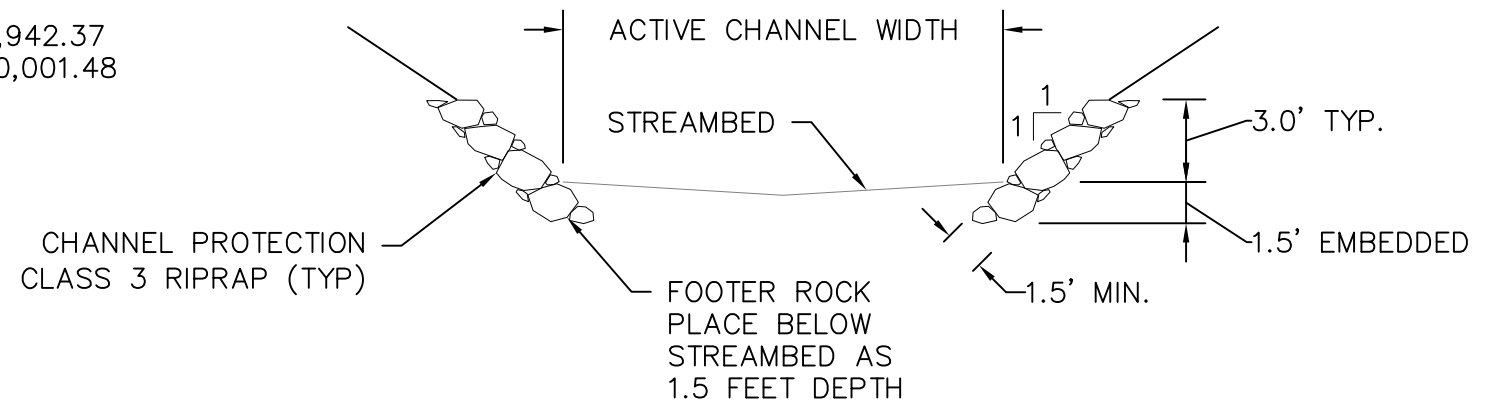 ,942.37
0,001.48
ACTIVE CHANNEL WIDTH
STREAMBED
1
1
3.0' TYP.
CHANNEL PROTECTION
CLASS 3 RIPRAP (TYP)
1.5' EMBEDDED
1.5' MIN.
FOOTER ROCK
PLACE BELOW
STREAMBED AS
1.5 FEET DEPTH